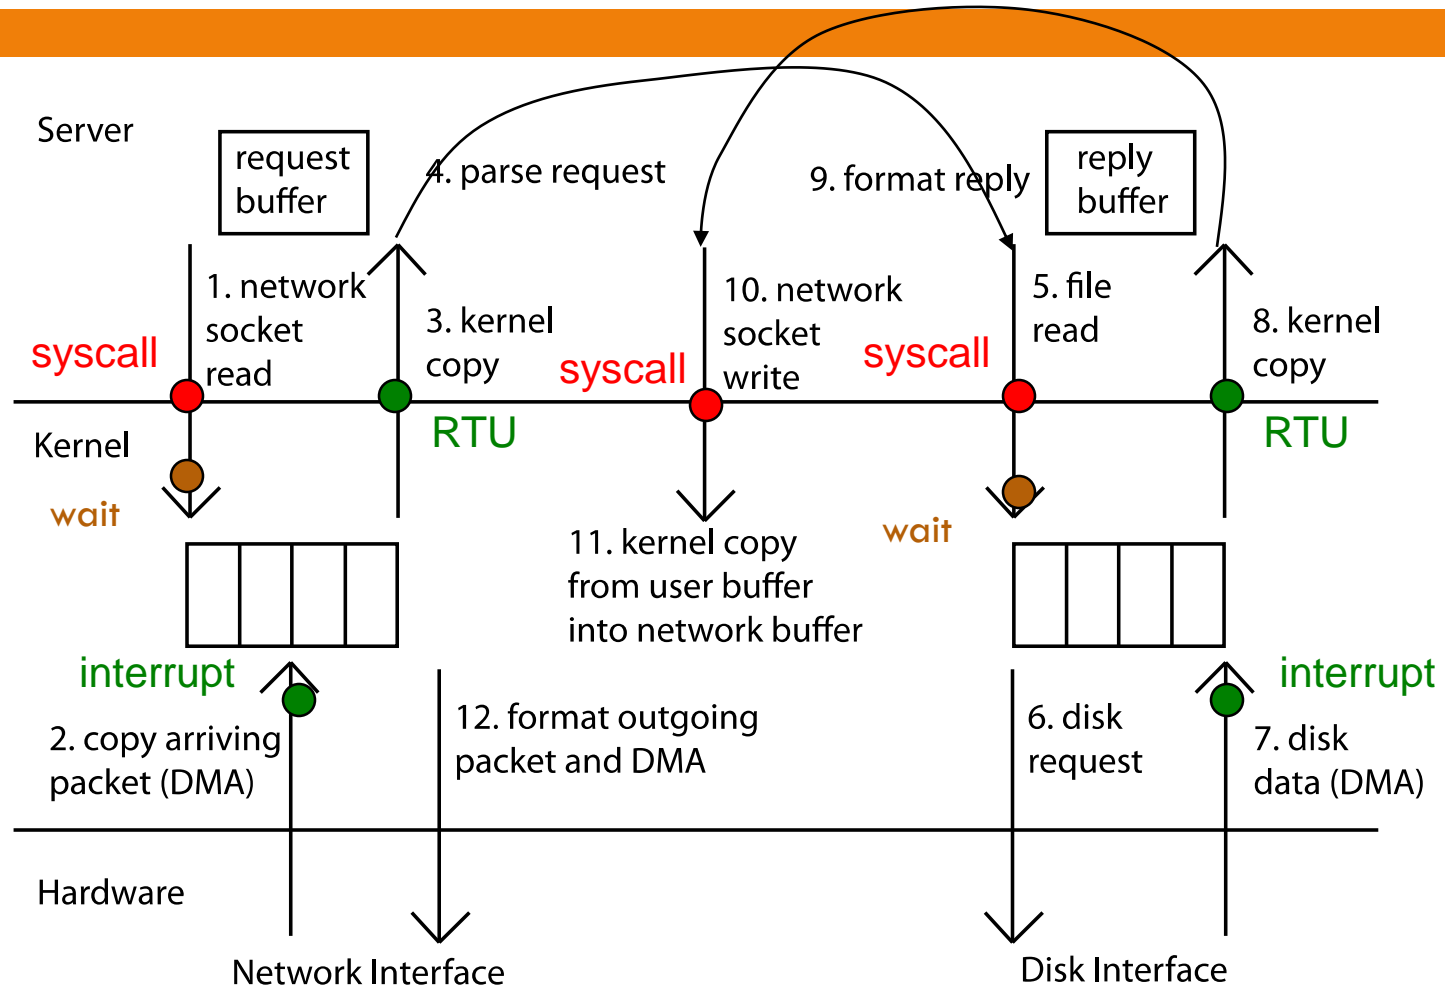 Server
request
buffer
4. parse request
9. format reply
reply
buffer
1. network
socket
read
3. kernel
copy
10. network
socket
write
5. file
read
8. kernel
copy
syscall
syscall
syscall
RTU
RTU
Kernel
wait
wait
11. kernel copy
from user buffer
into network buffer
interrupt
interrupt
2. copy arriving
packet (DMA)
12. format outgoing
packet and DMA
6. disk
request
7. disk
data (DMA)
Hardware
Network Interface
Disk Interface